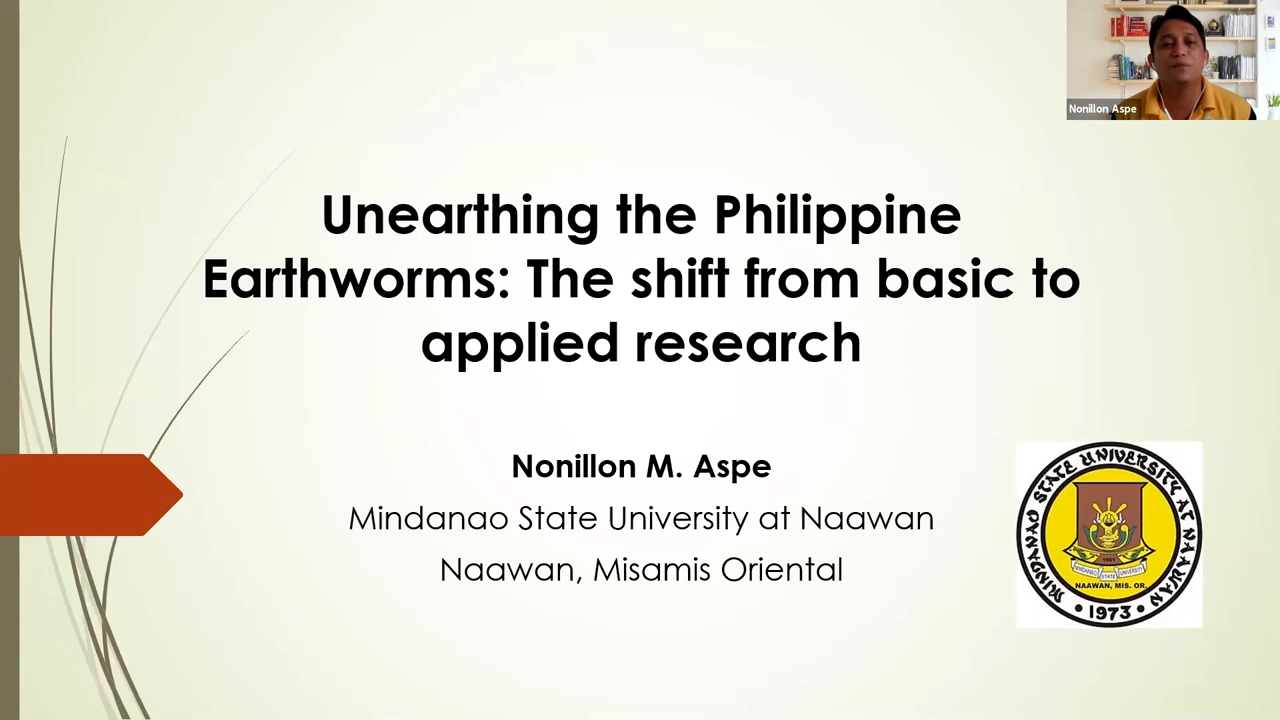 Nonillon Aspe
Unearthing the Philippine
Earthworms: The shift from basic to
applied research
Nonillon M. Aspe
Mindanao State University at Naawan
Naawan, Misamis Oriental
MINDANAO STATE UNIVERSITY AT NAAWAN
1961
MINDANAO STATE UNIVERSITY
NAAWAN, MIS. OR.
• 1973 •